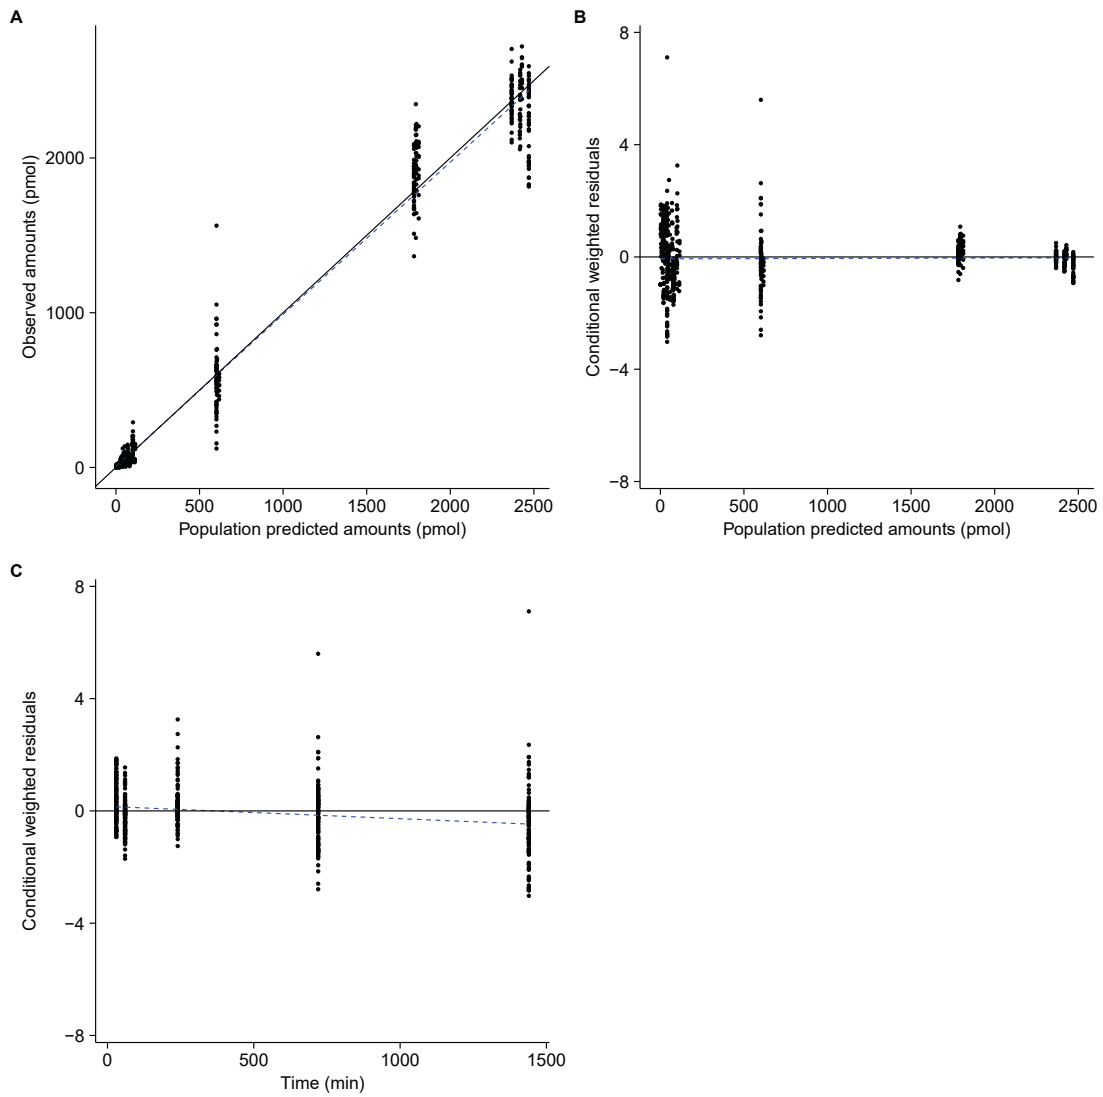 A
Observed amounts (pmol)
2000
1000
0
0 500 1000 1500 2000 2500
Population predicted amounts (pmol)
B
Conditional weighted residuals
8
4
0
−4
−8
0 500 1000 1500 2000 2500
Population predicted amounts (pmol)
C
Conditional weighted residuals
8
4
0
−4
−8
0 500 1000 1500
Time (min)